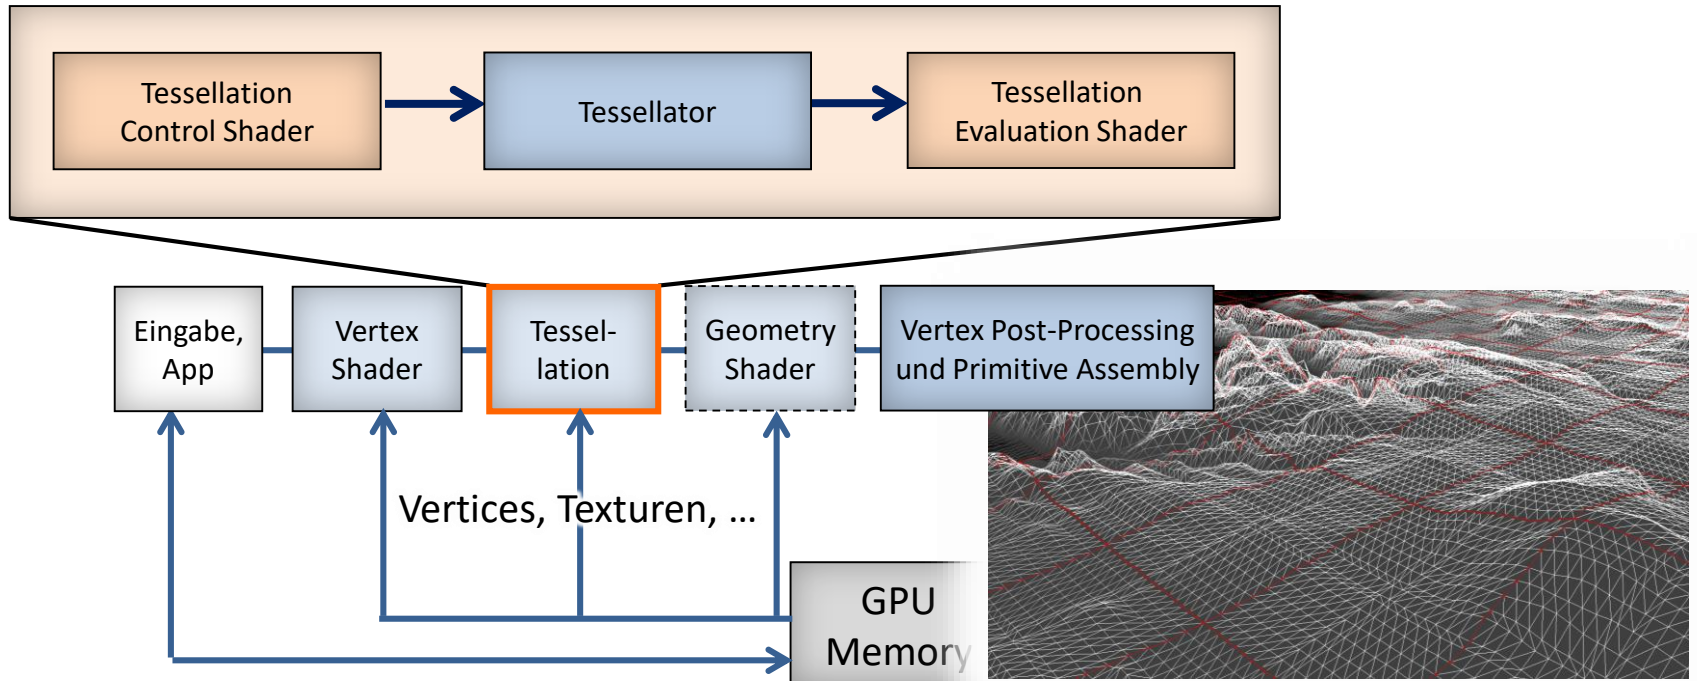 Tessellation
Control Shader
Tessellator
Tessellation
Evaluation Shader
Eingabe,
App
Vertex
Shader
Tessel-
lation
Geometry
Shader
Vertex Post-Processing
und Primitive Assembly
Vertices, Texturen, ...
GPU
Memory